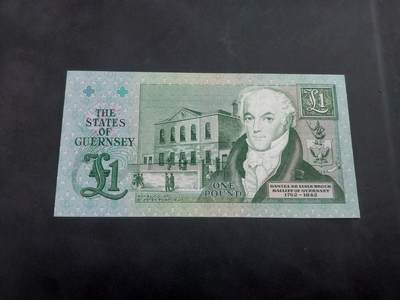 THE
STATES
OF
GUERNSEY
£1
ONE
POUND
£1
DANIEL DE LISLE BROCK
BAILIFF OF GUERNSEY
1762 - 1842